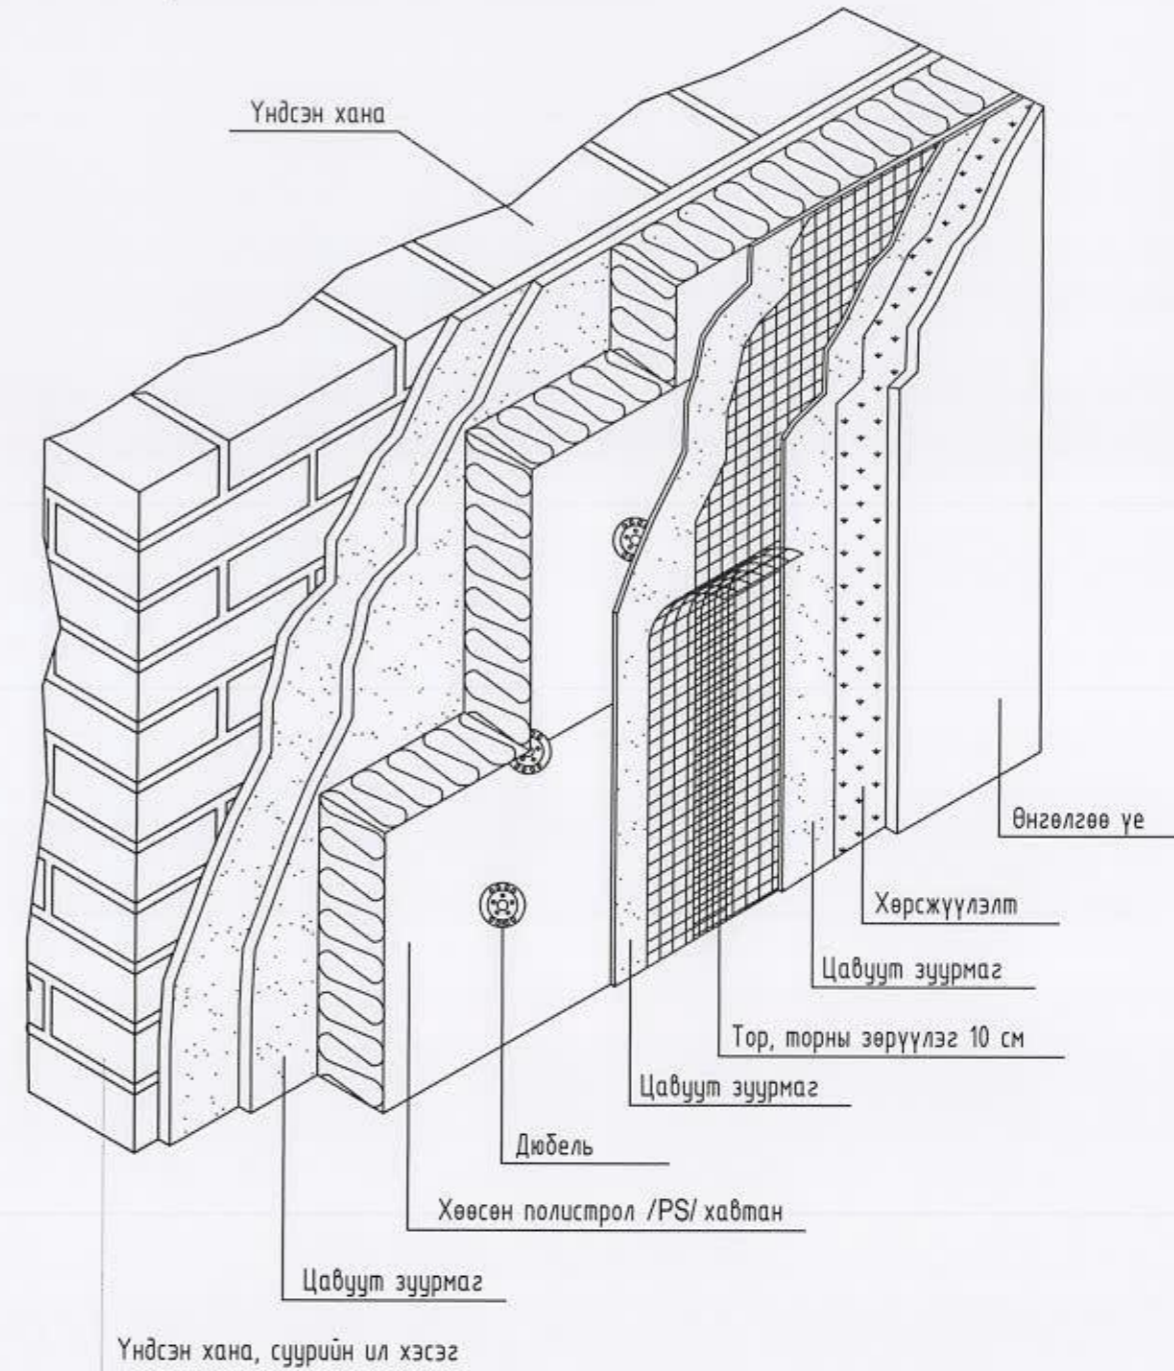 Үндсэн хана
Өнгөлгөө үе
Хөрсжүүлэлт
Цавуут зуурмаг
Тор, торны зөрүүлэг 10 см
Цавуут зуурмаг
Дюбель
Хөөсөн полистрол /PS/ хавтан
Цавуут зуурмаг
Үндсэн хана, суурийн ил хэсэг